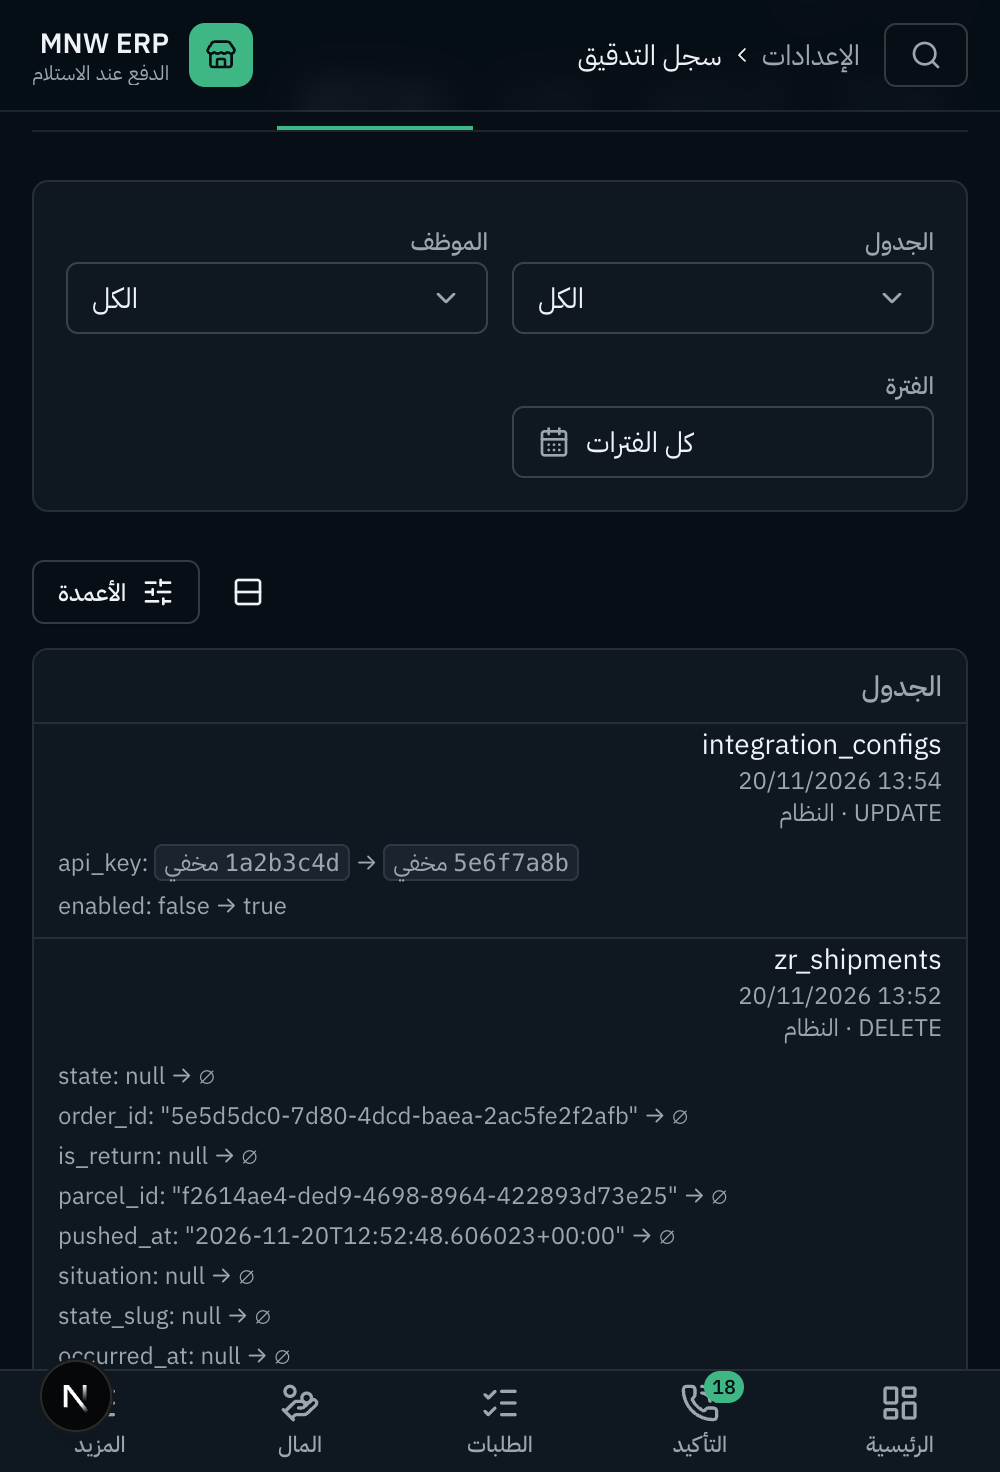 MNW ERP
الدفع عند الاستلام
الإعدادات › سجل التدقيق
الجدول
الكل
الموظف
الكل
الفترة
كل الفترات
الأعمدة
الجدول
integration_configs
20/11/2026 13:54
UPDATE · النظام
api_key: 1a2b3c4d مخفي → 5e6f7a8b مخفي
enabled: false → true
zr_shipments
20/11/2026 13:52
DELETE · النظام
state: null → ∅
order_id: "5e5d5dc0-7d80-4dcd-baea-2ac5fe2f2afb" → ∅
is_return: null → ∅
parcel_id: "f2614ae4-ded9-4698-8964-422893d73e25" → ∅
pushed_at: "2026-11-20T12:52:48.606023+00:00" → ∅
situation: null → ∅
state_slug: null → ∅
occurred_at: null → ∅
الرئيسية
18
التأكيد
الطلبات
المال
المزيد
N